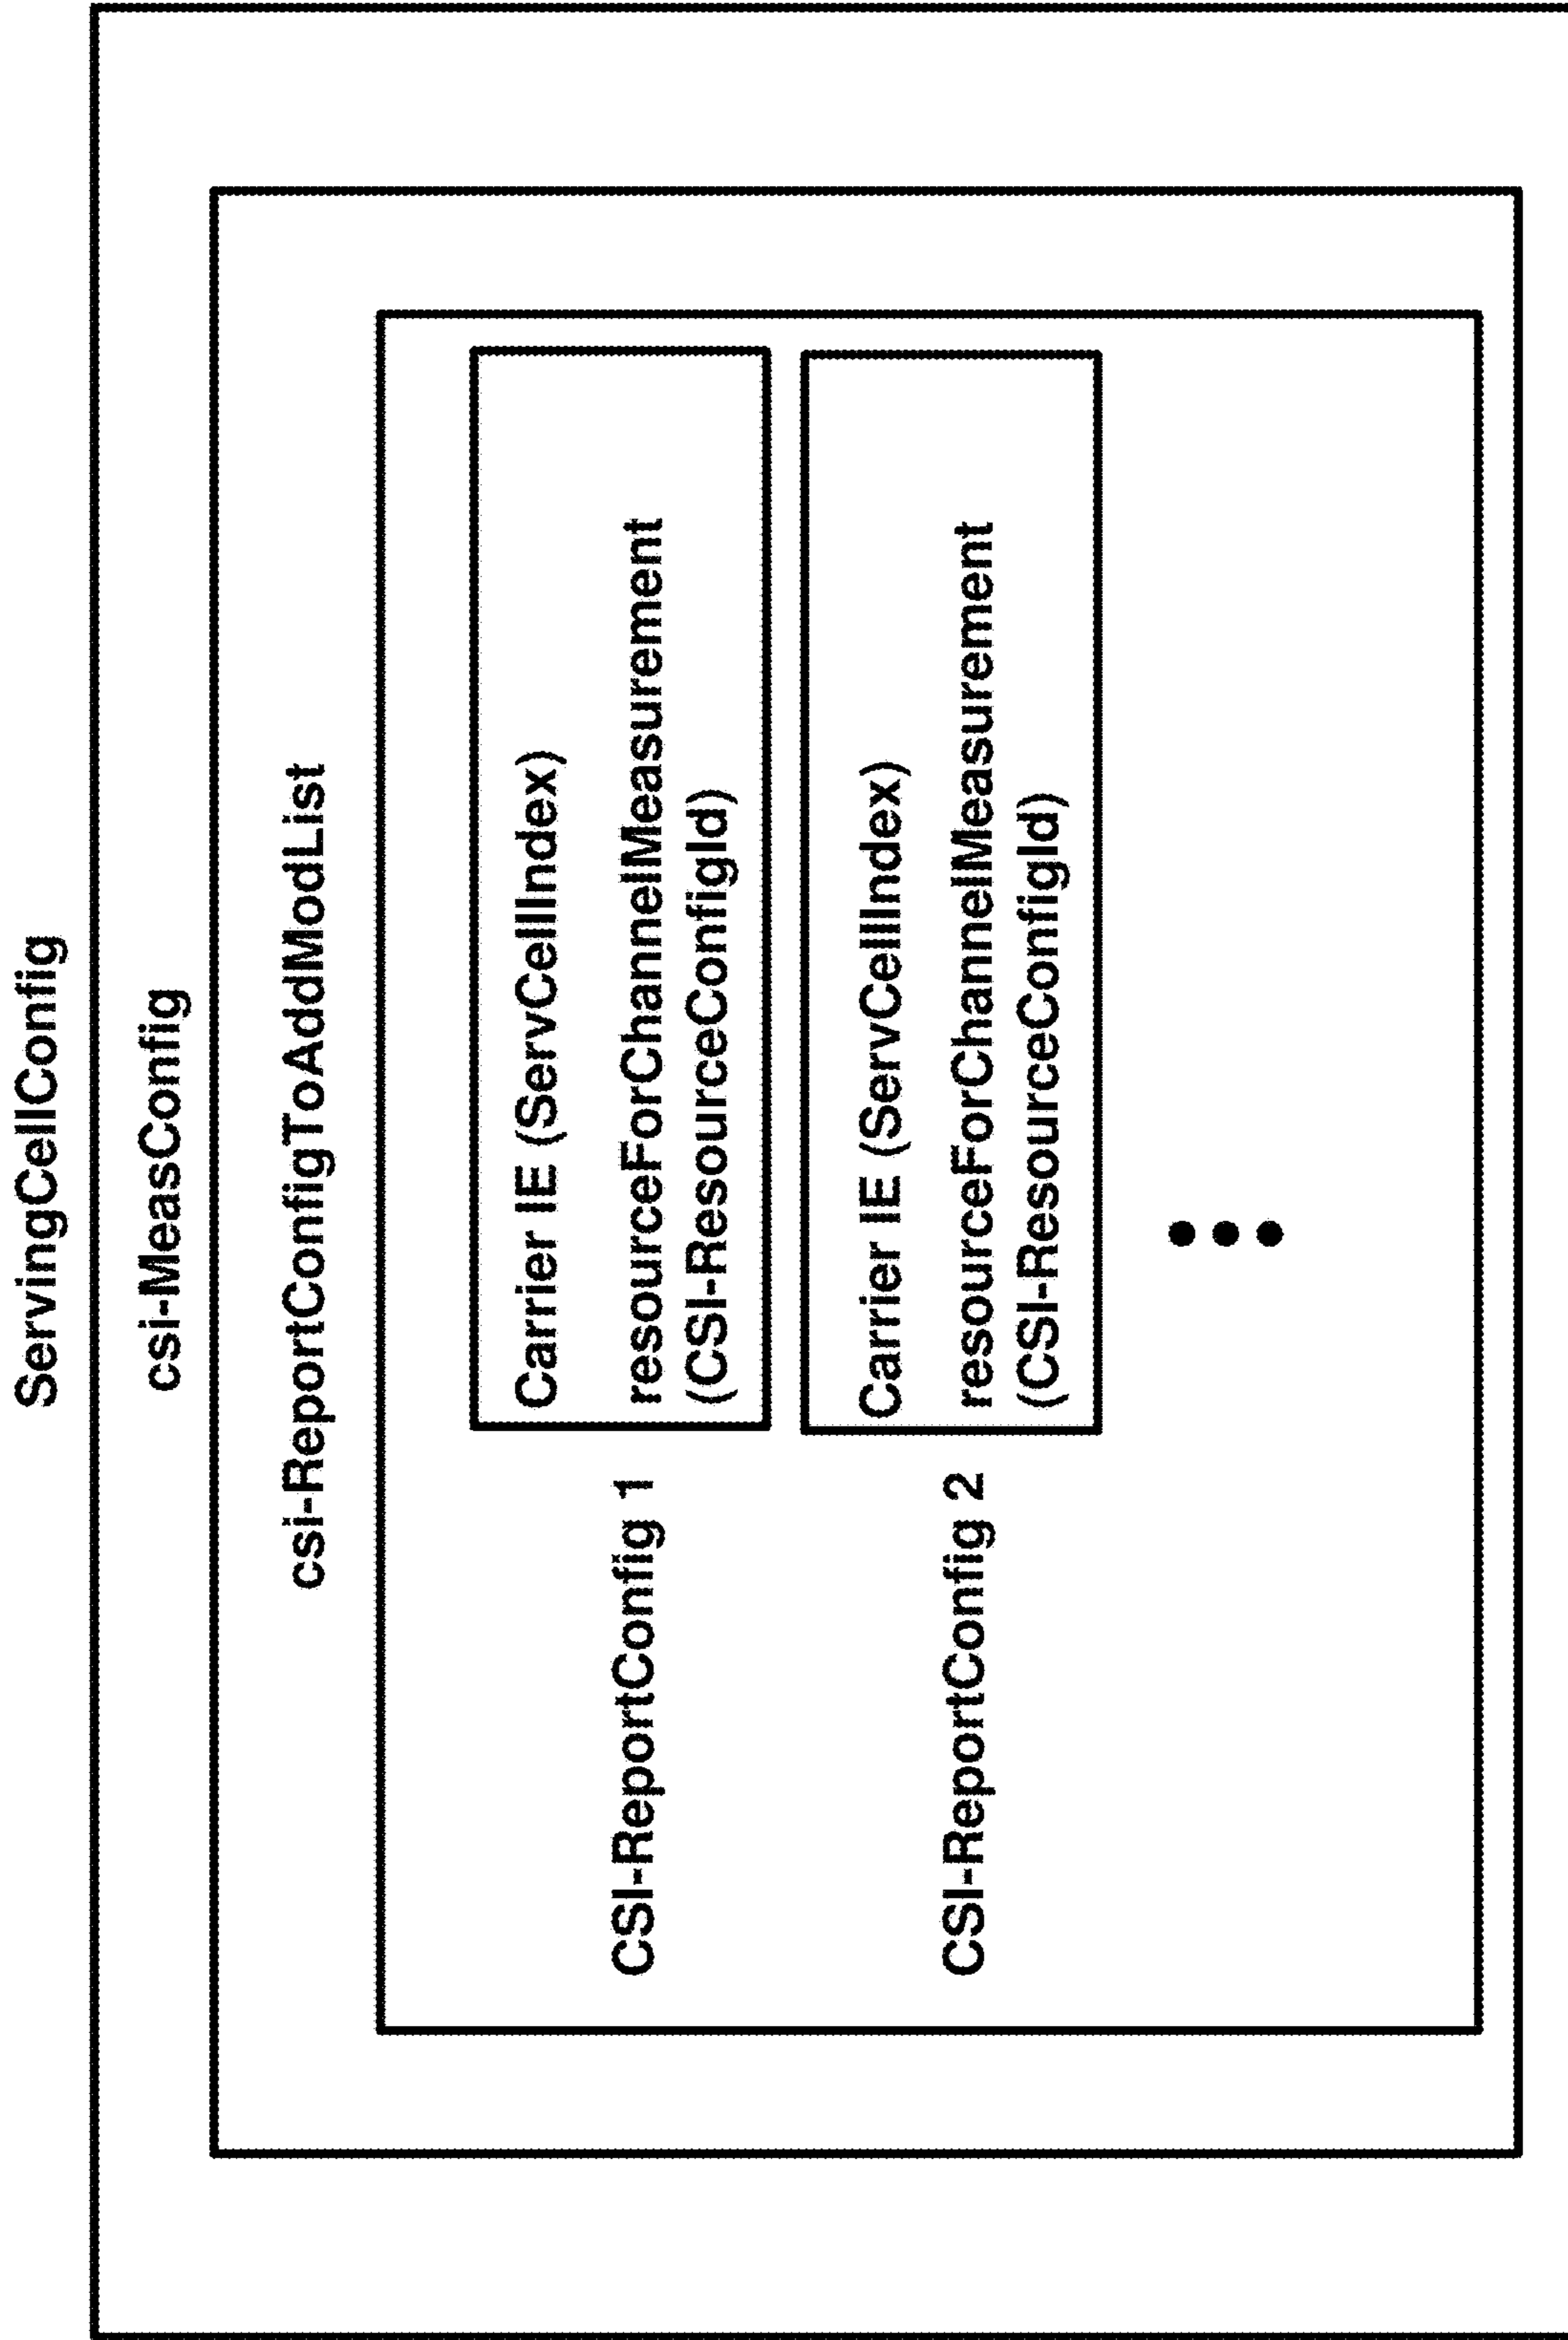 ServingCellConfig
csi-MeasConfig
csi-ReportConfigToAddModList
CSI-ReportConfig 1
Carrier IE (ServCellIndex)
resourceForChannelMeasurement
(CSI-ResourceConfigId)
CSI-ReportConfig 2
Carrier IE (ServCellIndex)
resourceForChannelMeasurement
(CSI-ResourceConfigId)